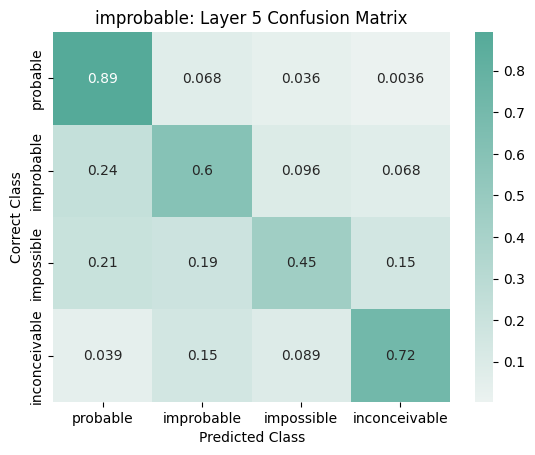 improbable: Layer 5 Confusion Matrix
Correct Class
probable
0.89 0.068 0.036 0.0036
improbable
0.24 0.6 0.096 0.068
impossible
0.21 0.19 0.45 0.15
inconceivable
0.039 0.15 0.089 0.72
probable improbable impossible inconceivable
Predicted Class
0.8
0.7
0.6
0.5
0.4
0.3
0.2
0.1